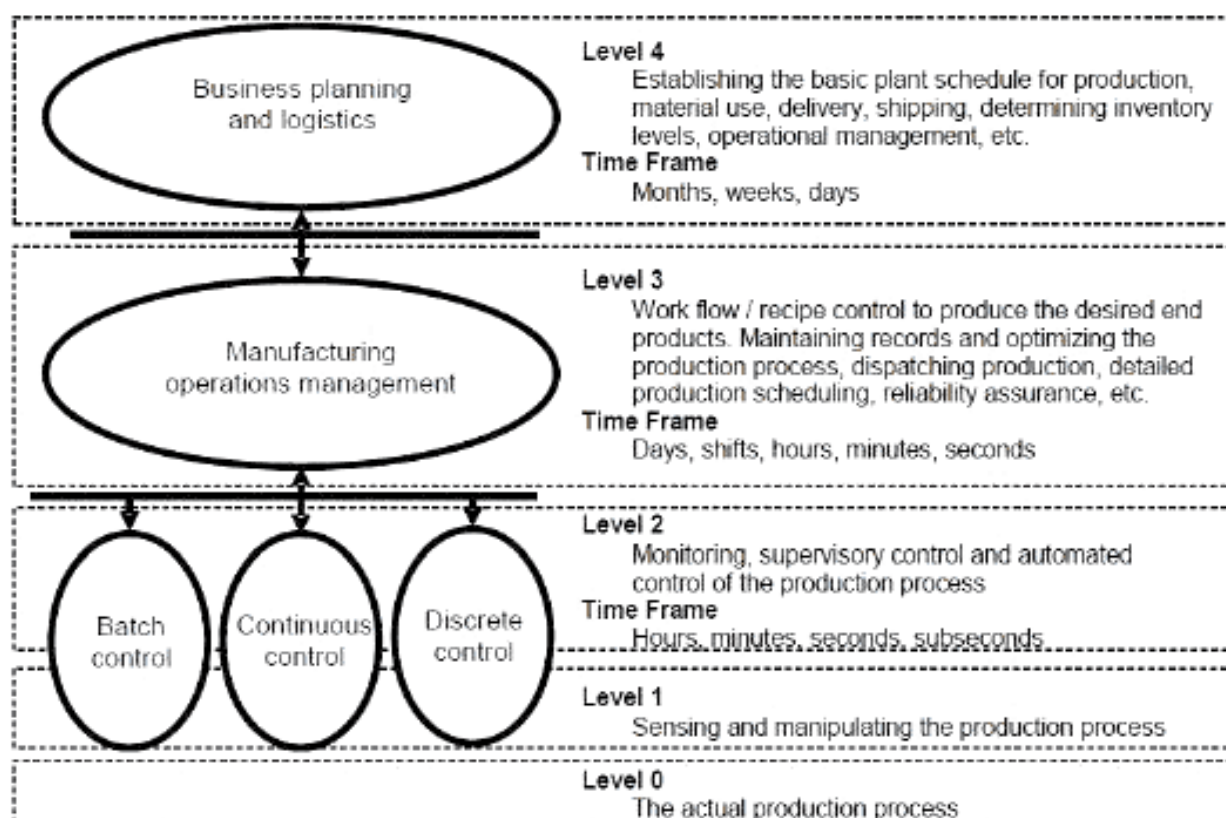 Business planning
and logistics
Level 4
Establishing the basic plant schedule for production,
material use, delivery, shipping, determining inventory
levels, operational management, etc.
Time Frame
Months, weeks, days
Manufacturing
operations management
Level 3
Work flow / recipe control to produce the desired end
products. Maintaining records and optimizing the
production process, dispatching production, detailed
production scheduling, reliability assurance, etc.
Time Frame
Days, shifts, hours, minutes, seconds
Batch
control
Continuous
control
Discrete
control
Level 2
Monitoring, supervisory control and automated
control of the production process
Time Frame
Hours, minutes, seconds, subseconds
Level 1
Sensing and manipulating the production process
Level 0
The actual production process